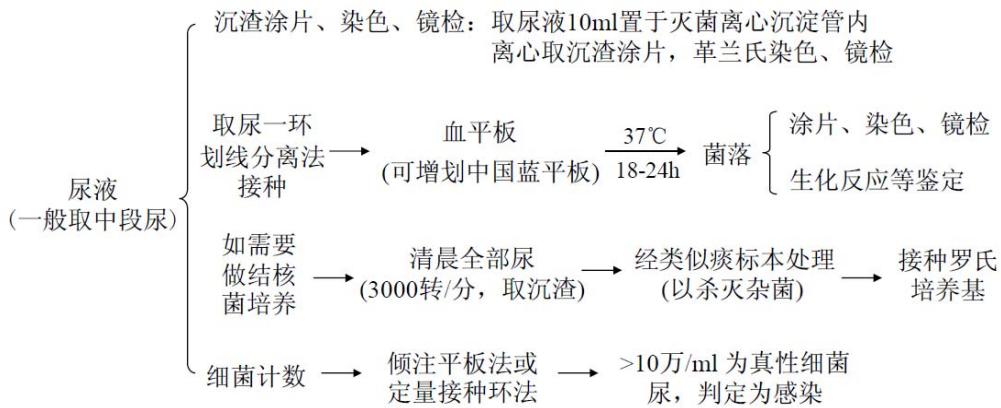 沉渣涂片、染色、镜检：取尿液10ml置于灭菌离心沉淀管内
离心取沉渣涂片，革兰氏染色、镜检
取尿一环
划线分离法
接种
血平板
(可增划中国蓝平板)
37℃
18-24h
菌落
涂片、染色、镜检
生化反应等鉴定
尿液
(一般取中段尿)
如需要
做结核
菌培养
清晨全部尿
(3000转/分，取沉渣)
经类似痰标本处理
(以杀灭杂菌)
接种罗氏
培养基
细菌计数
倾注平板法或
定量接种环法
>10万/ml 为真性细菌
尿，判定为感染